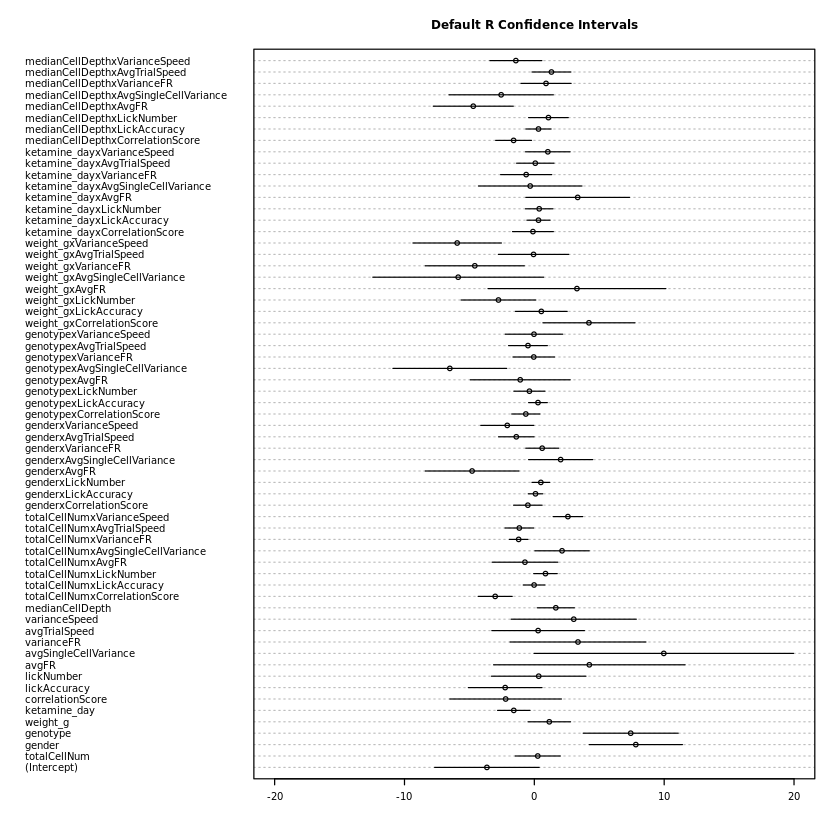 Default R Confidence Intervals
medianCellDepthxVarianceSpeed
medianCellDepthxAvgTrialSpeed
medianCellDepthxVarianceFR
medianCellDepthxAvgSingleCellVariance
medianCellDepthxAvgFR
medianCellDepthxLickNumber
medianCellDepthxLickAccuracy
medianCellDepthxCorrelationScore
ketamine_dayxVarianceSpeed
ketamine_dayxAvgTrialSpeed
ketamine_dayxVarianceFR
ketamine_dayxAvgSingleCellVariance
ketamine_dayxAvgFR
ketamine_dayxLickNumber
ketamine_dayxLickAccuracy
ketamine_dayxCorrelationScore
weight_gxVarianceSpeed
weight_gxAvgTrialSpeed
weight_gxVarianceFR
weight_gxAvgSingleCellVariance
weight_gxAvgFR
weight_gxLickNumber
weight_gxLickAccuracy
weight_gxCorrelationScore
genotypexVarianceSpeed
genotypexAvgTrialSpeed
genotypexVarianceFR
genotypexAvgSingleCellVariance
genotypexAvgFR
genotypexLickNumber
genotypexLickAccuracy
genotypexCorrelationScore
genderxVarianceSpeed
genderxAvgTrialSpeed
genderxVarianceFR
genderxAvgSingleCellVariance
genderxAvgFR
genderxLickNumber
genderxLickAccuracy
genderxCorrelationScore
totalCellNumxVarianceSpeed
totalCellNumxAvgTrialSpeed
totalCellNumxVarianceFR
totalCellNumxAvgSingleCellVariance
totalCellNumxAvgFR
totalCellNumxLickNumber
totalCellNumxLickAccuracy
totalCellNumxCorrelationScore
medianCellDepth
varianceSpeed
avgTrialSpeed
varianceFR
avgSingleCellVariance
avgFR
lickNumber
lickAccuracy
correlationScore
ketamine_day
weight_g
genotype
gender
totalCellNum
(Intercept)
-20 -10 0 10 20